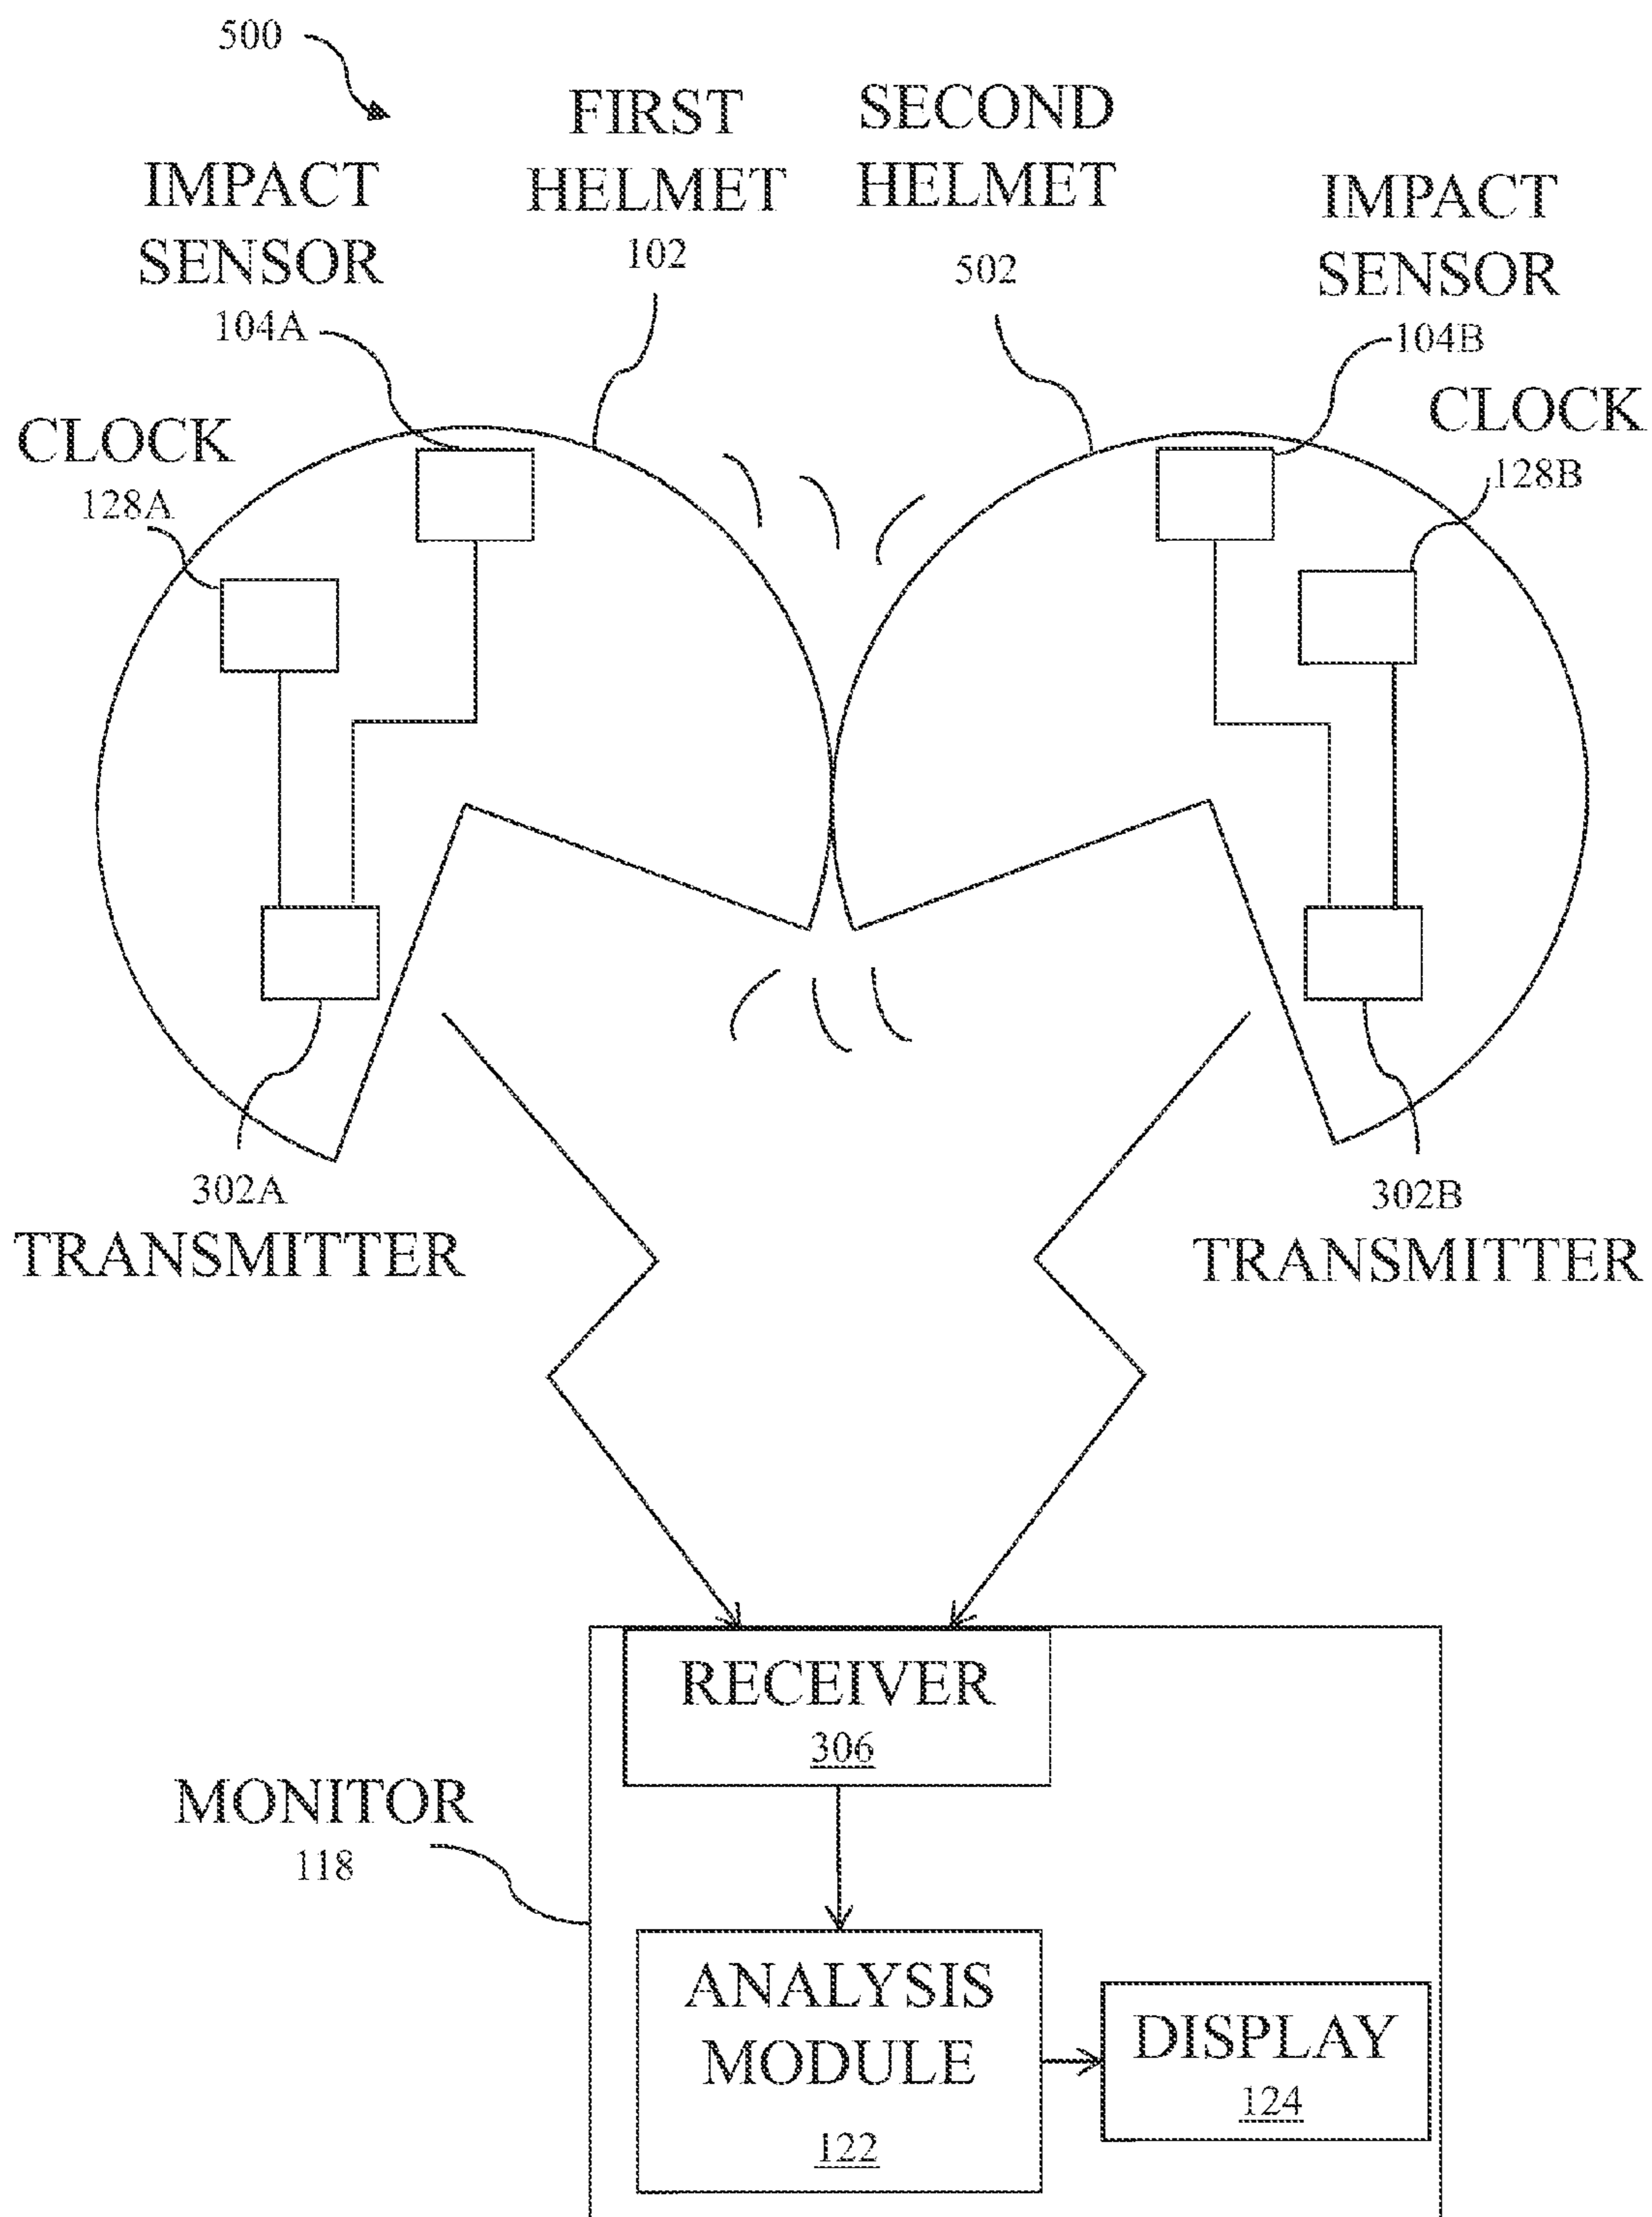 500
FIRST
HELMET
102
SECOND
HELMET
502
IMPACT
SENSOR
104A
IMPACT
SENSOR
104B
CLOCK
128A
CLOCK
128B
302A
TRANSMITTER
302B
TRANSMITTER
RECEIVER
306
MONITOR
118
ANALYSIS
MODULE
122
DISPLAY
124